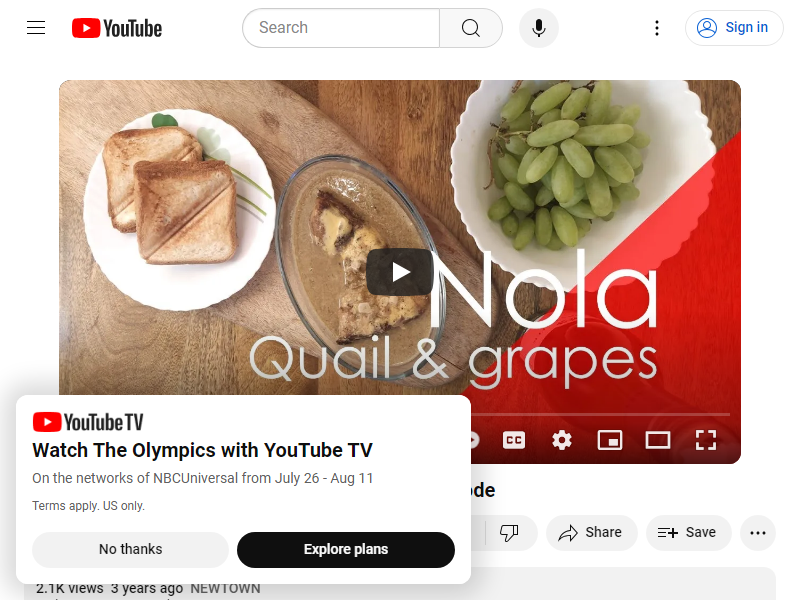 YouTube
Search
Sign in
Nola
Quail & grapes
CC
YouTube TV
Watch The Olympics with YouTube TV
On the networks of NBCUniversal from July 26 - Aug 11
Terms apply. US only.
No thanks
Explore plans
ode
Share
Save
2.1K views 3 years ago NEWTOWN